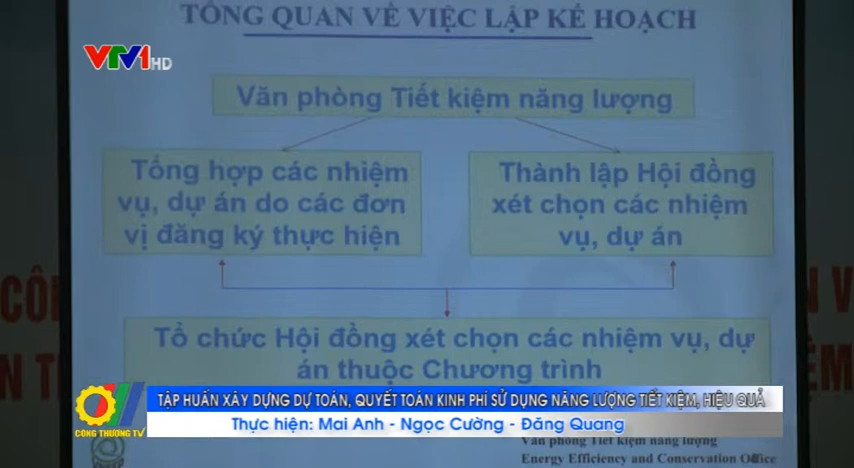 TỔNG QUAN VỀ VIỆC LẬP KẾ HOẠCH
VTV1 HD
Văn phòng Tiết kiệm năng lượng
Tổng hợp các nhiệm
vụ, dự án do các đơn
vị đăng ký thực hiện
Thành lập Hội đồng
xét chọn các nhiệm
vụ, dự án
Tổ chức Hội đồng xét chọn các nhiệm vụ, dự
án thuộc Chương trình
TẬP HUẤN XÂY DỰNG DỰ TOÁN, QUYẾT TOÁN KINH PHÍ SỬ DỤNG NĂNG LƯỢNG TIẾT KIỆM, HIỆU QUẢ
CÔNG THƯƠNG TV
Thực hiện: Mai Anh - Ngọc Cường - Đăng Quang
Văn phòng Tiết kiệm năng lượng
Energy Efficiency and Conservation Office